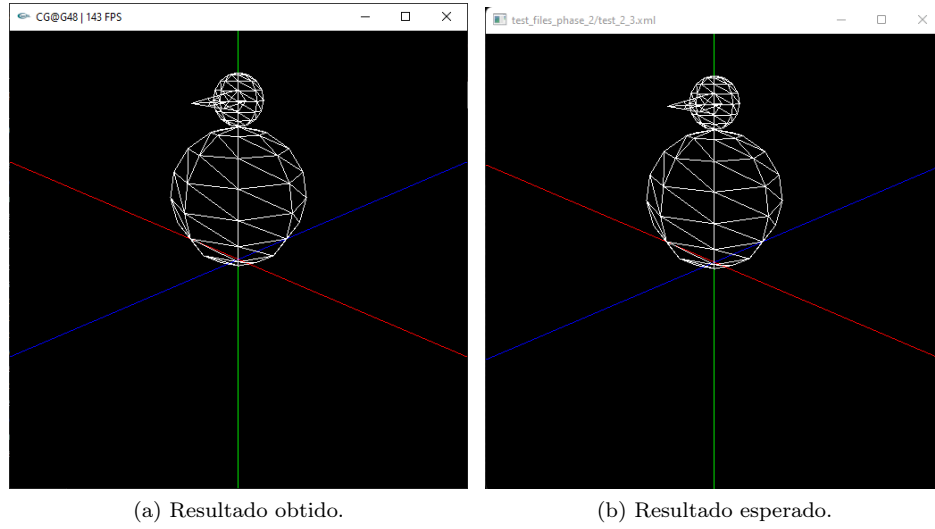 CG@G48 | 143 FPS
test_files_phase_2/test_2_3.xml
(a) Resultado obtido.
(b) Resultado esperado.